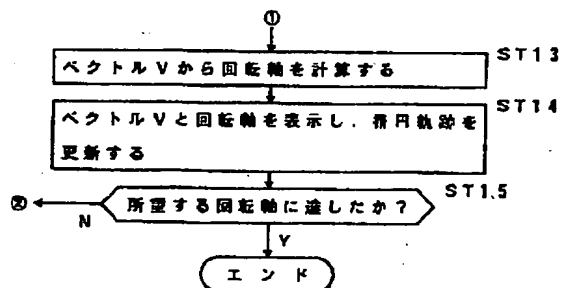 ①
ST13
ベクトルVから回転軸を計算する
ST14
ベクトルVと回転軸を表示し、楕円軌跡を
更新する
ST1.5
所望する回転軸に達したか?
② N
Y
エンド